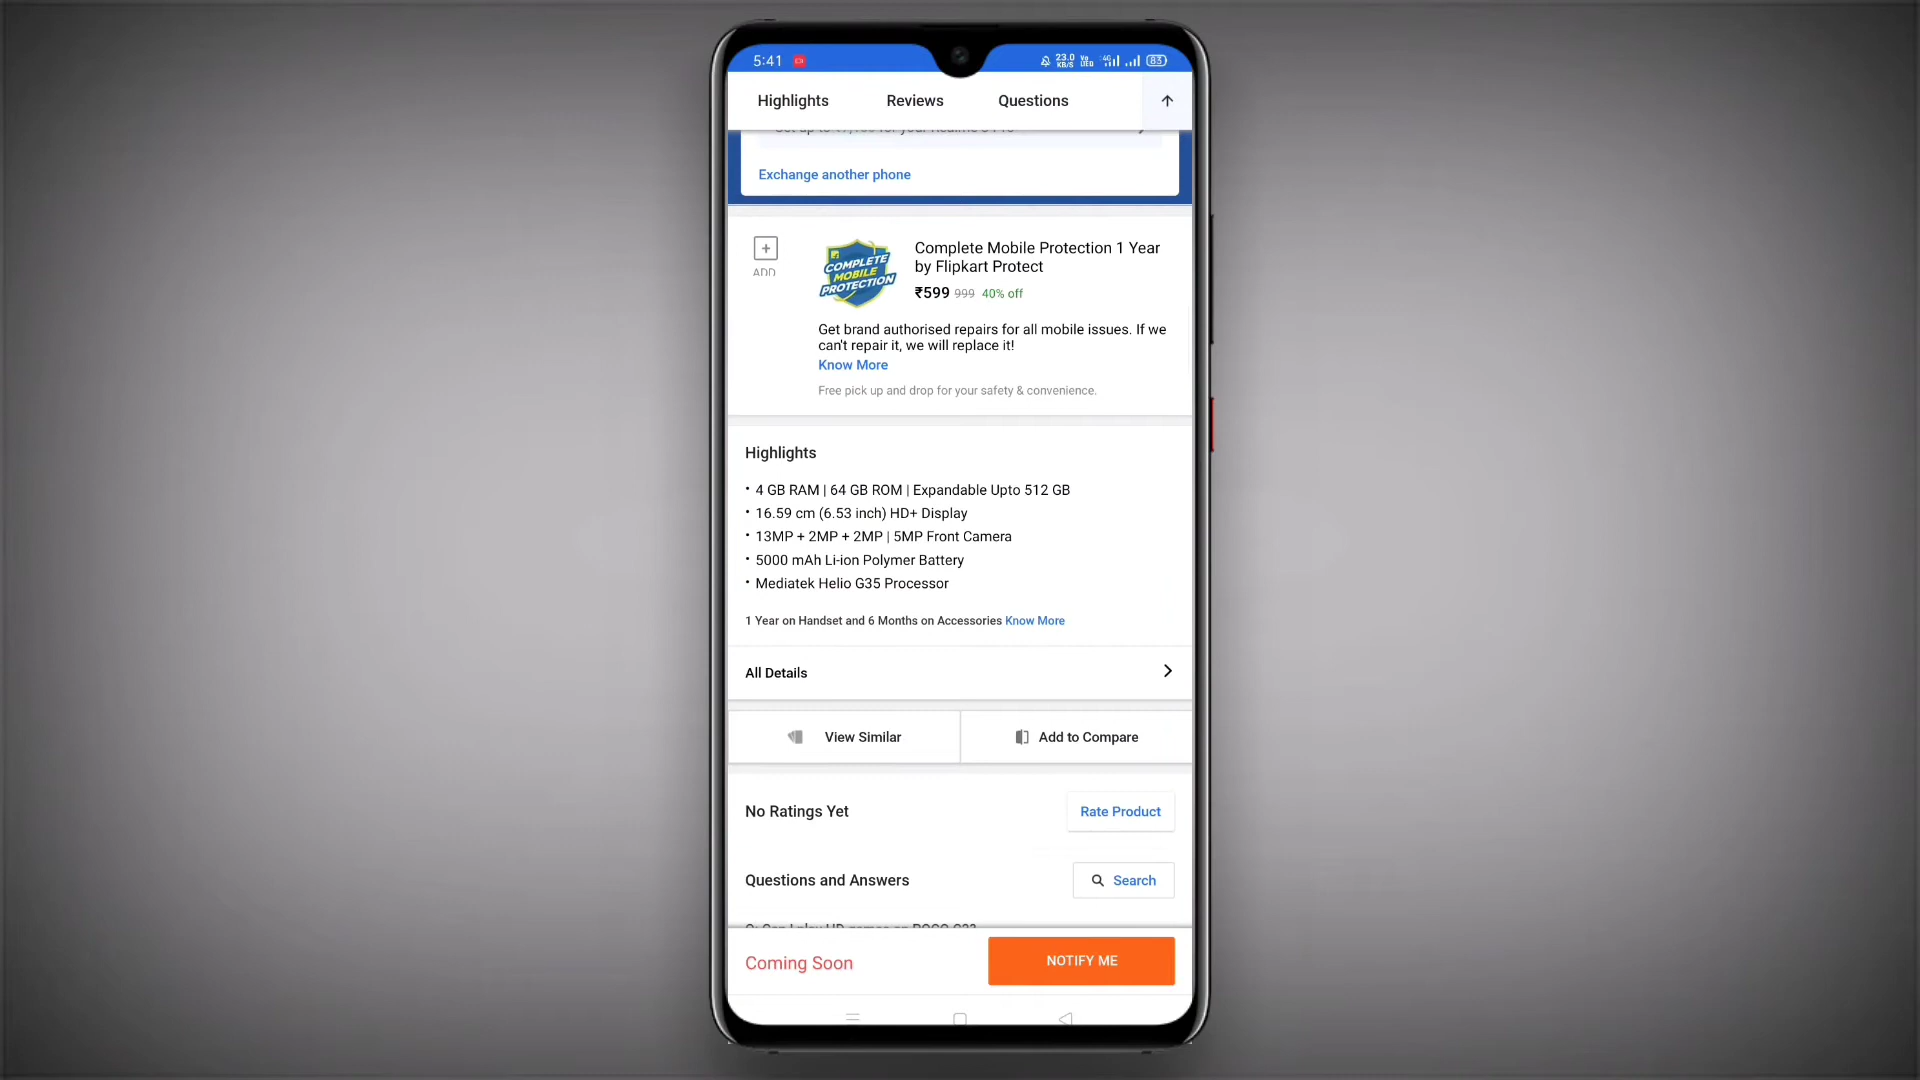 5:41
23.0
KB/S
83
Highlights Reviews Questions
Exchange another phone
ADD
COMPLETE
MOBILE
PROTECTION
Complete Mobile Protection 1 Year
by Flipkart Protect
₹599 999 40% off
Get brand authorised repairs for all mobile issues. If we
can't repair it, we will replace it!
Know More
Free pick up and drop for your safety & convenience.
Highlights
• 4 GB RAM | 64 GB ROM | Expandable Upto 512 GB
• 16.59 cm (6.53 inch) HD+ Display
• 13MP + 2MP + 2MP | 5MP Front Camera
• 5000 mAh Li-ion Polymer Battery
• Mediatek Helio G35 Processor
1 Year on Handset and 6 Months on Accessories Know More
All Details
View Similar Add to Compare
No Ratings Yet Rate Product
Questions and Answers Search
Coming Soon NOTIFY ME